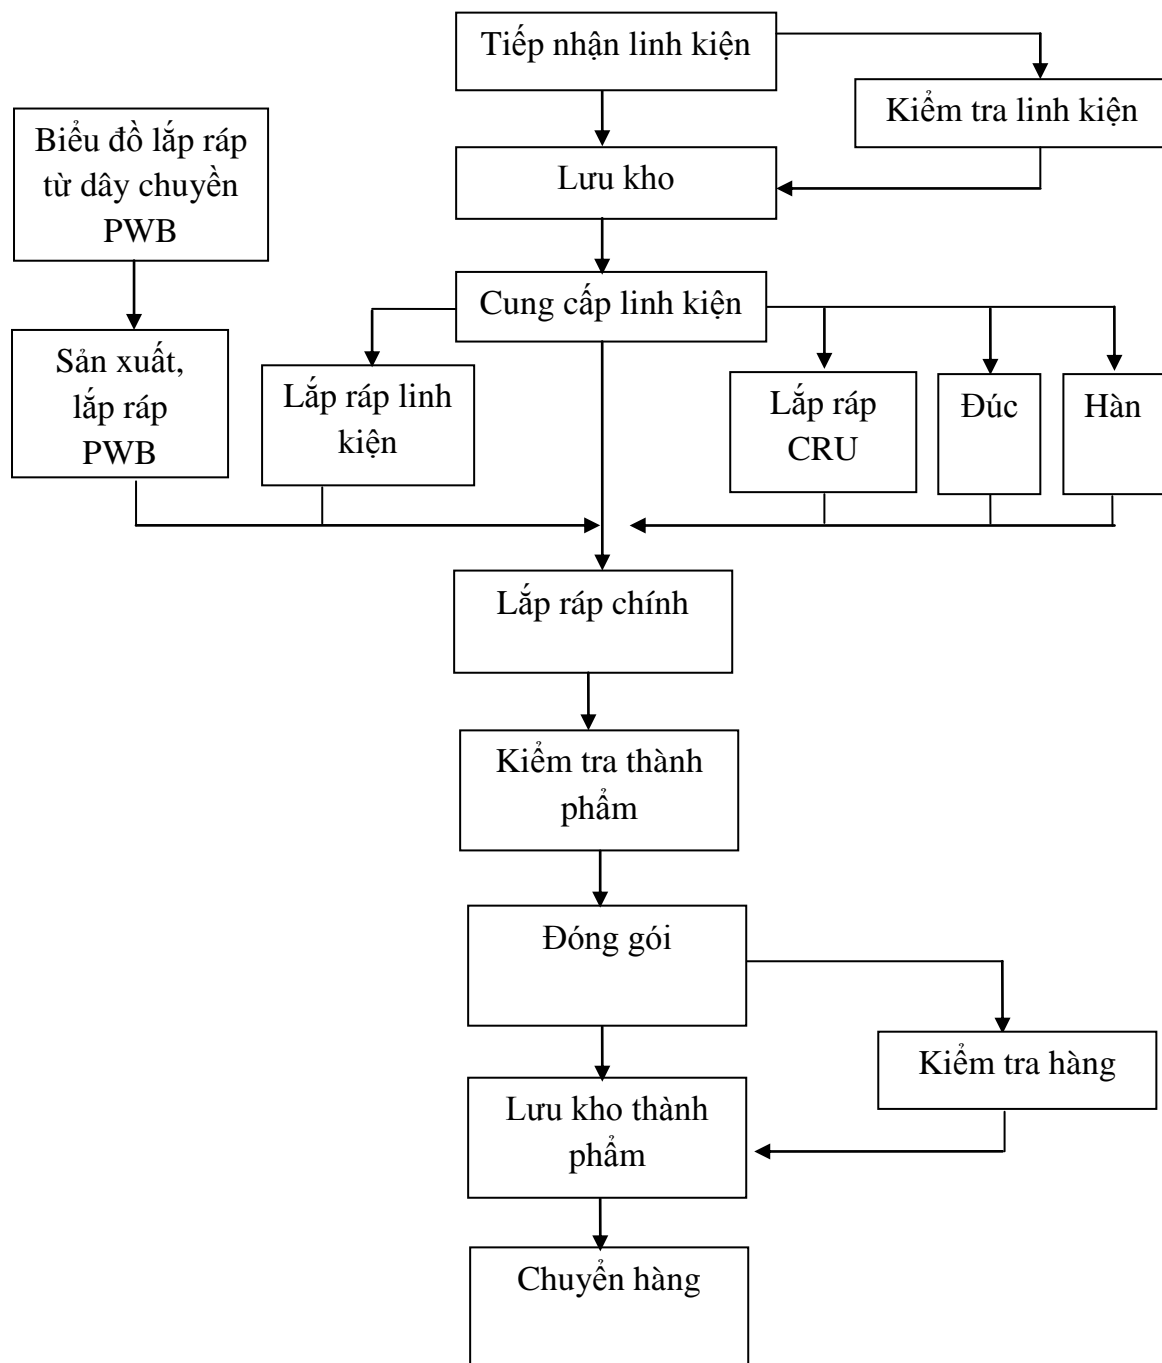 Tiếp nhận linh kiện
Kiểm tra linh kiện
Biểu đồ lắp ráp
từ dây chuyền
PWB
Lưu kho
Cung cấp linh kiện
Sản xuất,
lắp ráp
PWB
Lắp ráp linh
kiện
Lắp ráp
CRU
Đúc
Hàn
Lắp ráp chính
Kiểm tra thành
phẩm
Đóng gói
Kiểm tra hàng
Lưu kho thành
phẩm
Chuyển hàng